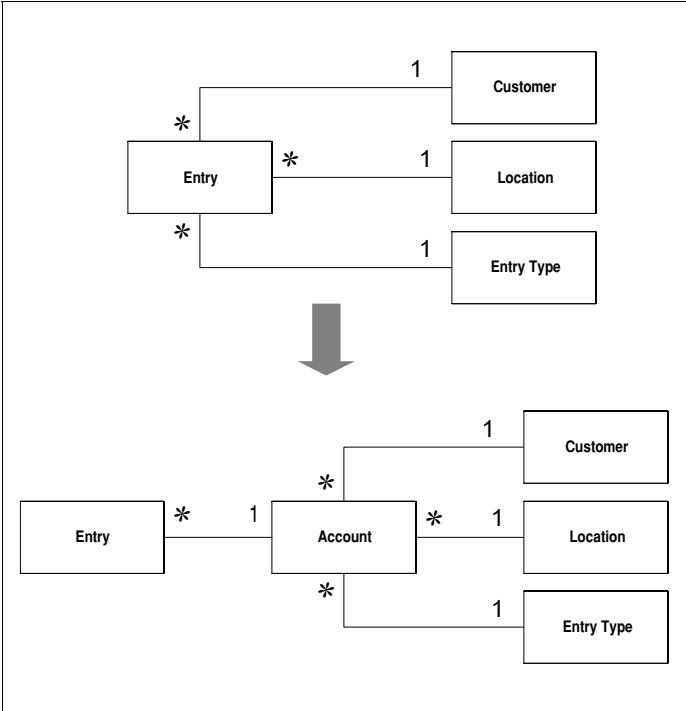 1
Customer
*
Entry
*
1
Location
*
1
Entry Type
1
Customer
*
Entry
*
1
Account
*
1
Location
*
1
Entry Type